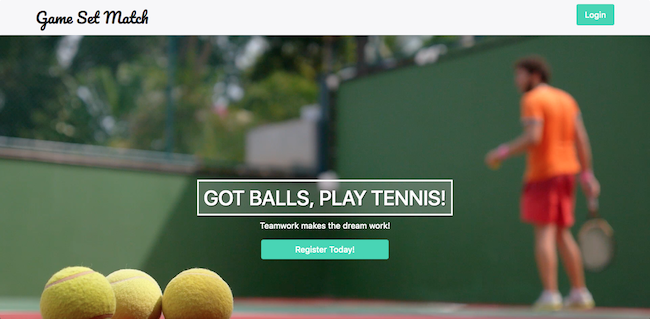 Game Set Match
Login
GOT BALLS, PLAY TENNIS!
Teamwork makes the dream work!
Register Today!